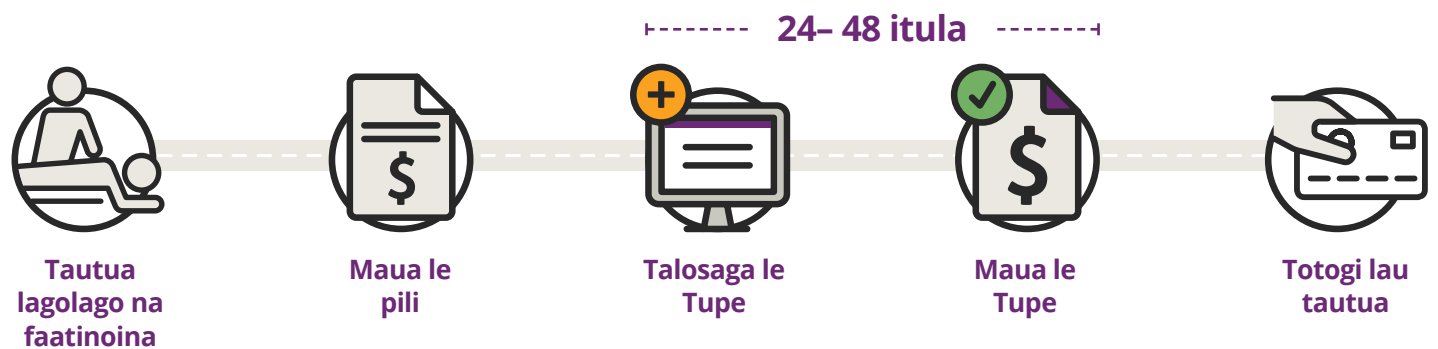 24– 48 itula
Tautua
lagolago na
faatinoina
Maua le
pili
Talosaga le
Tupe
Maua le
Tupe
Totogi lau
tautua